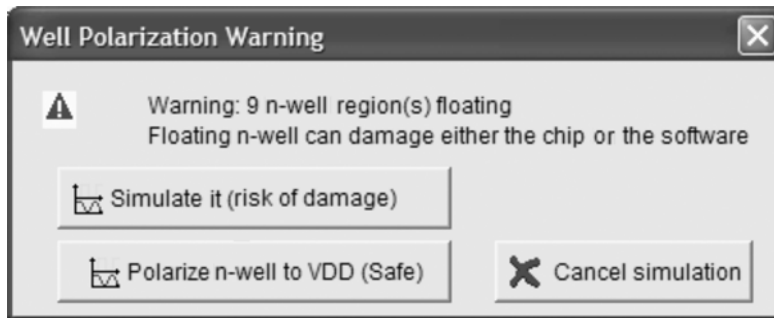 Well Polarization Warning
Warning: 9 n-well region(s) floating
Floating n-well can damage either the chip or the software
Simulate it (risk of damage)
Polarize n-well to VDD (Safe)
Cancel simulation